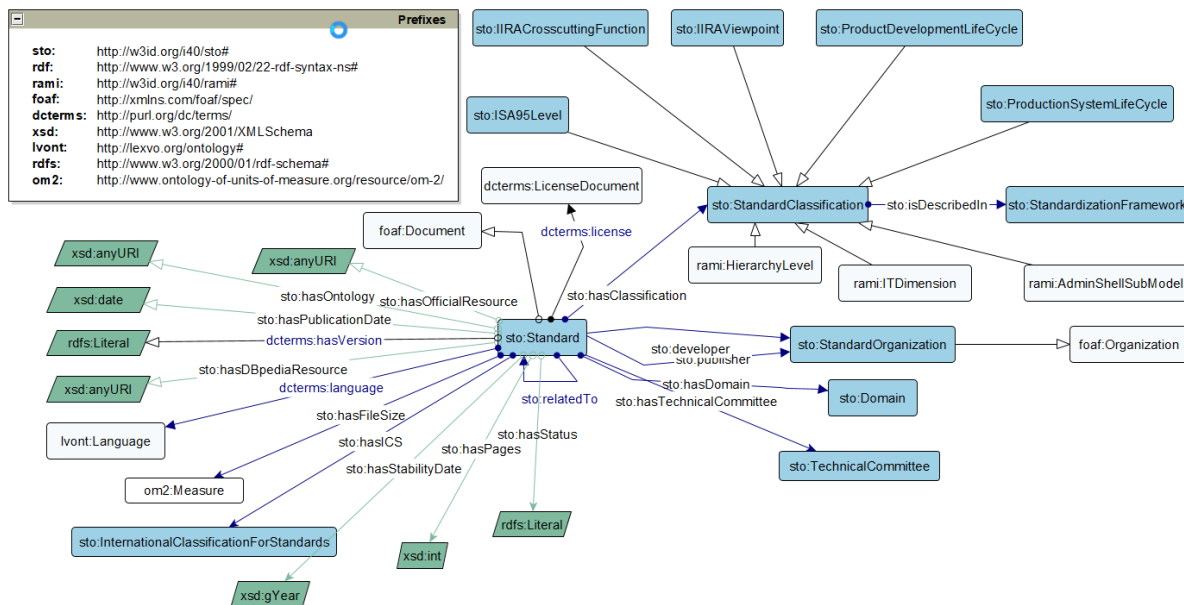 Prefixes
sto: http://w3id.org/i40/sto#
rdf: http://www.w3.org/1999/02/22-rdf-syntax-ns#
rami: http://w3id.org/i40/rami#
foaf: http://xmlns.com/foaf/spec/
dcterms: http://purl.org/dc/terms/
xsd: http://www.w3.org/2001/XMLSchema
lvont: http://lexvo.org/ontology#
rdfs: http://www.w3.org/2000/01/rdf-schema#
om2: http://www.ontology-of-units-of-measure.org/resource/om-2/
sto:IIRACrosscuttingFunction
sto:IIRAViewpoint
sto:ProductDevelopmentLifeCycle
sto:ISA95Level
sto:ProductionSystemLifeCycle
dcterms:LicenseDocument
sto:StandardClassification
sto:isDescribedIn
sto:StandardizationFramework
foaf:Document
dcterms:license
xsd:anyURI
xsd:anyURI
rami:HierarchyLevel
rami:ITDimension
rami:AdminShellSubModel
xsd:date
sto:hasOntology
sto:hasOfficialResource
sto:hasClassification
sto:hasPublicationDate
rdfs:Literal
dcterms:hasVersion
sto:Standard
sto:developer
sto:publisher
sto:StandardOrganization
foaf:Organization
xsd:anyURI
sto:hasDBpediaResource
dcterms:language
sto:relatedTo
sto:hasDomain
sto:hasTechnicalCommittee
sto:Domain
lvont:Language
sto:hasFileSize
sto:hasICS
sto:hasStatus
sto:hasPages
sto:hasStabilityDate
sto:TechnicalCommittee
om2:Measure
rdfs:Literal
sto:InternationalClassificationForStandards
xsd:int
xsd:gYear